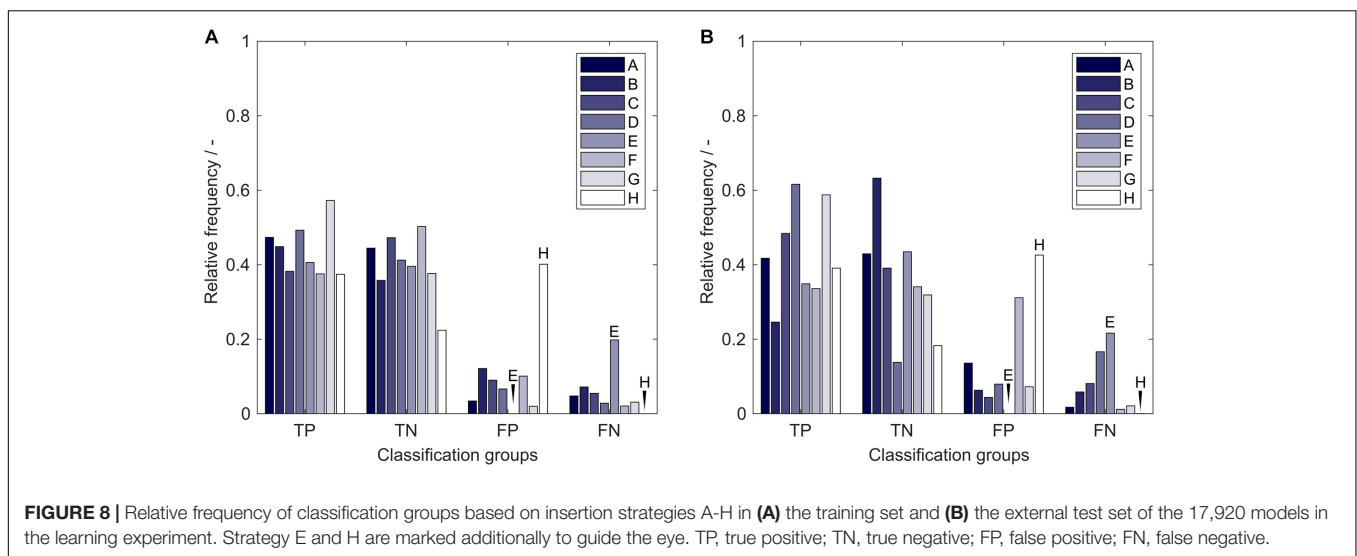 A
1
0.8
0.6
0.4
0.2
0
Relative frequency / -
A
B
C
D
E
F
G
H
E
H
E
H
TP
TN
FP
FN
Classification groups
B
1
0.8
0.6
0.4
0.2
0
Relative frequency / -
A
B
C
D
E
F
G
H
E
H
E
H
TP
TN
FP
FN
Classification groups
FIGURE 8 | Relative frequency of classification groups based on insertion strategies A-H in (A) the training set and (B) the external test set of the 17,920 models in
the learning experiment. Strategy E and H are marked additionally to guide the eye. TP, true positive; TN, true negative; FP, false positive; FN, false negative.